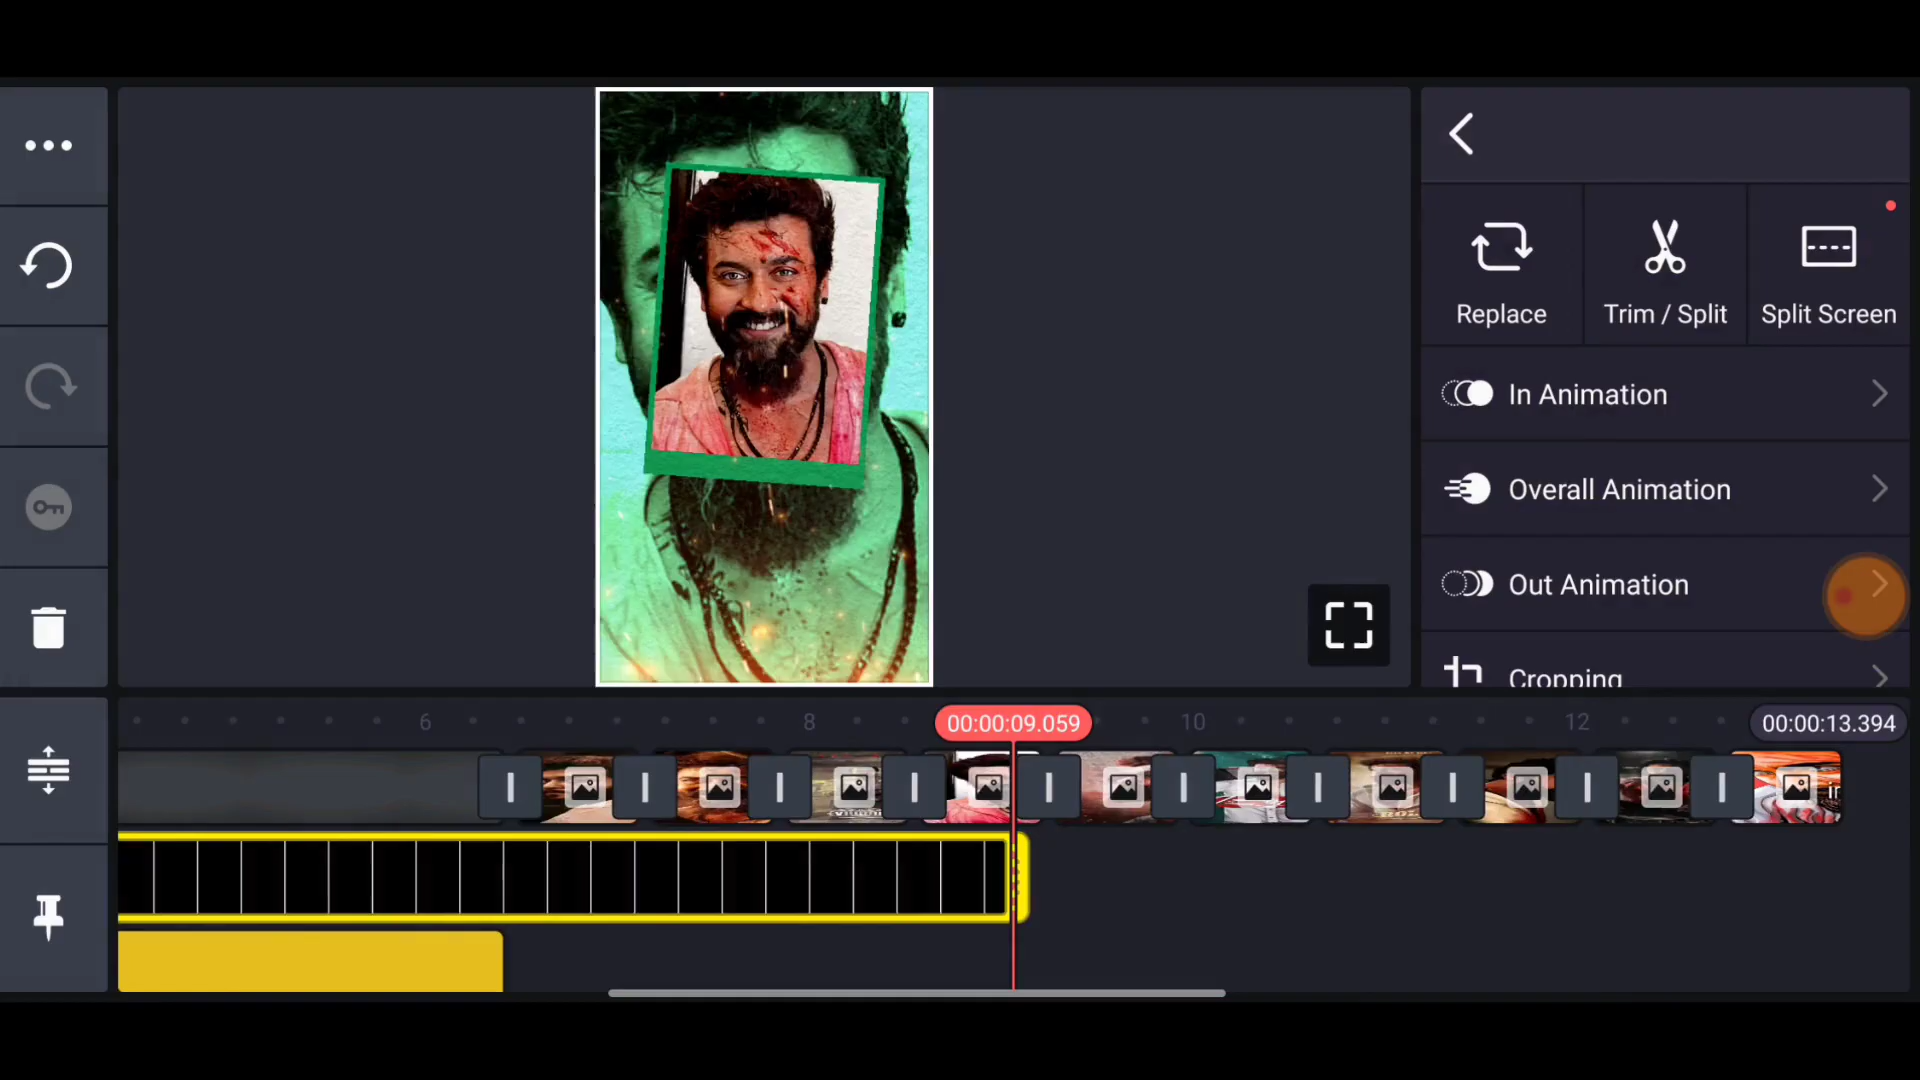 Replace
Trim / Split
Split Screen
In Animation
Overall Animation
Out Animation
Cropping
6
8
00:00:09.059
10
12
00:00:13.394